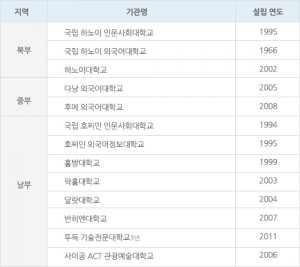 지역 기관명 설립 연도
북부 국립 하노이 인문사회대학교 1995
국립 하노이 외국어대학교 1966
하노이대학교 2002
중부 다낭 외국어대학교 2005
후에 외국어대학교 2008
남부 국립 호찌민 인문사회대학교 1994
호찌민 외국어정보대학교 1995
홍방대학교 1999
락홍대학교 2003
달랏대학교 2004
반히엔대학교 2007
투득 기술전문대학교3년 2011
사이공 ACT 관광예술대학교 2006